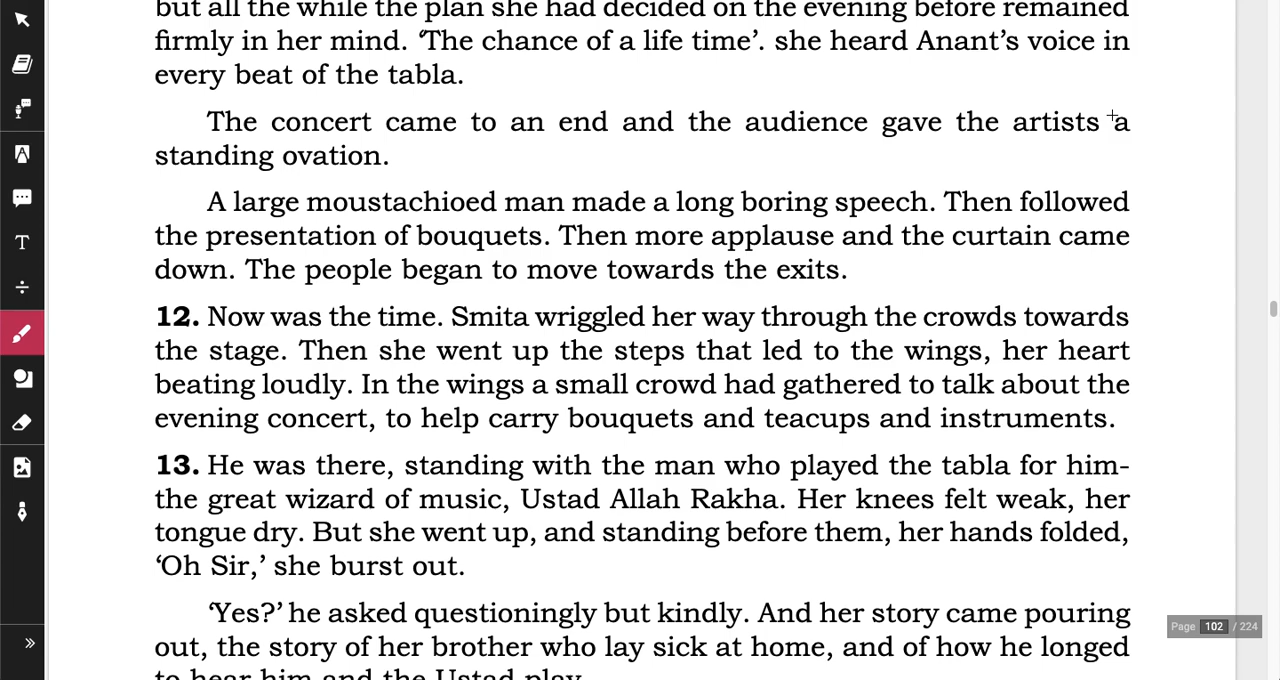 but all the while the plan she had decided on the evening before remained
firmly in her mind. ‘The chance of a life time’. she heard Anant’s voice in
every beat of the tabla.
The concert came to an end and the audience gave the artists a
standing ovation.
A large moustachioed man made a long boring speech. Then followed
the presentation of bouquets. Then more applause and the curtain came
down. The people began to move towards the exits.
12. Now was the time. Smita wriggled her way through the crowds towards
the stage. Then she went up the steps that led to the wings, her heart
beating loudly. In the wings a small crowd had gathered to talk about the
evening concert, to help carry bouquets and teacups and instruments.
13. He was there, standing with the man who played the tabla for him-
the great wizard of music, Ustad Allah Rakha. Her knees felt weak, her
tongue dry. But she went up, and standing before them, her hands folded,
‘Oh Sir,’ she burst out.
‘Yes?’ he asked questioningly but kindly. And her story came pouring
out, the story of her brother who lay sick at home, and of how he longed
to hear him and the Ustad play.
Page 102 / 224